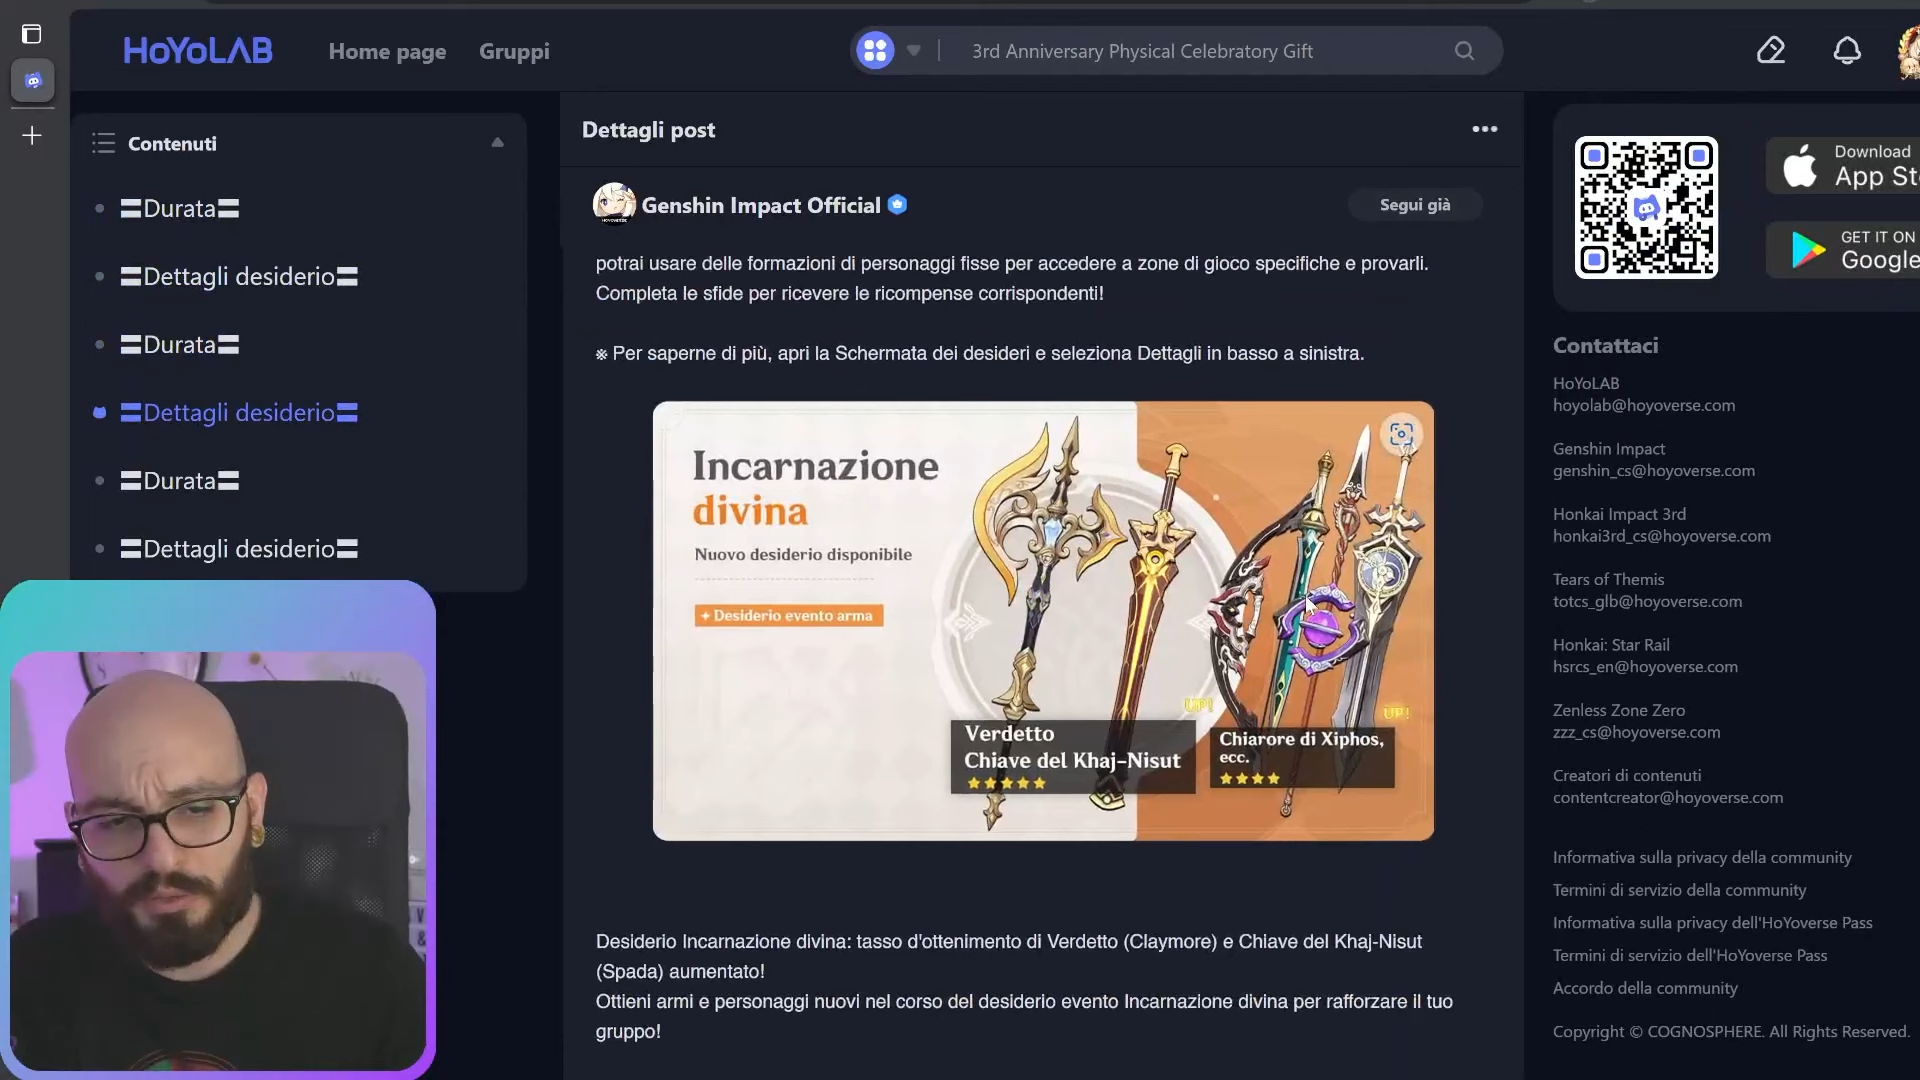 HoYoLAB
Home page
Gruppi
3rd Anniversary Physical Celebratory Gift
Contenuti
〓Durata〓
〓Dettagli desiderio〓
〓Durata〓
〓Dettagli desiderio〓
〓Durata〓
〓Dettagli desiderio〓
Dettagli post
Genshin Impact Official
Segui già
potrai usare delle formazioni di personaggi fisse per accedere a zone di gioco specifiche e provarli.
Completa le sfide per ricevere le ricompense corrispondenti!
※ Per saperne di più, apri la Schermata dei desideri e seleziona Dettagli in basso a sinistra.
Incarnazione
divina
Nuovo desiderio disponibile
Desiderio evento arma
UP!
UP!
Verdetto
Chiave del Khaj-Nisut
Chiarore di Xiphos,
ecc.
Desiderio Incarnazione divina: tasso d'ottenimento di Verdetto (Claymore) e Chiave del Khaj-Nisut
(Spada) aumentato!
Ottieni armi e personaggi nuovi nel corso del desiderio evento Incarnazione divina per rafforzare il tuo
gruppo!
Download
App St
GET IT ON
Google
Contattaci
HoYoLAB
hoyolab@hoyoverse.com
Genshin Impact
genshin_cs@hoyoverse.com
Honkai Impact 3rd
honkai3rd_cs@hoyoverse.com
Tears of Themis
totcs_glb@hoyoverse.com
Honkai: Star Rail
hsrcs_en@hoyoverse.com
Zenless Zone Zero
zzz_cs@hoyoverse.com
Creatori di contenuti
contentcreator@hoyoverse.com
Informativa sulla privacy della community
Termini di servizio della community
Informativa sulla privacy dell'HoYoverse Pass
Termini di servizio dell'HoYoverse Pass
Accordo della community
Copyright © COGNOSPHERE. All Rights Reserved.